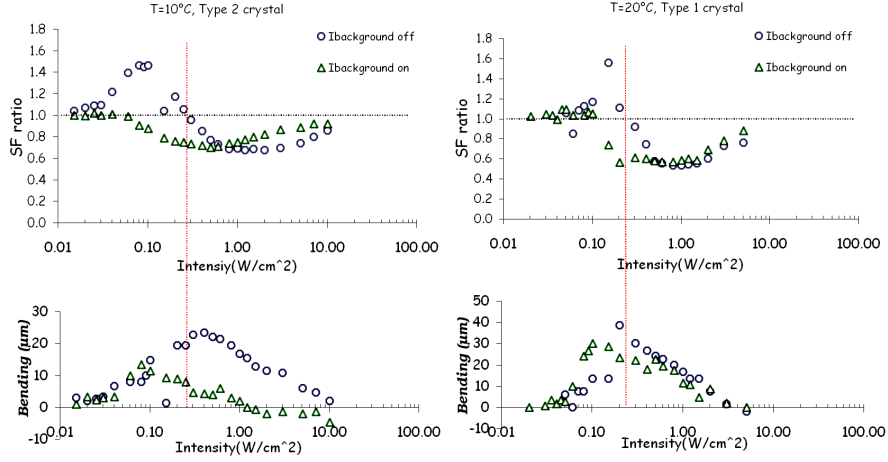 T=10°C, Type 2 crystal
1.8
1.6
1.4
1.2
1.0
0.8
0.6
0.4
0.2
0.0
SF ratio
Ibackground off
Ibackground on
0.01 0.10 1.00 10.00 100.00
Intensiy(W/cm^2)
T=20°C, Type 1 crystal
1.8
1.6
1.4
1.2
1.0
0.8
0.6
0.4
0.2
0.0
SF ratio
Ibackground off
Ibackground on
0.01 0.10 1.00 10.00 100.00
Intensity(W/cm^2)
30
20
10
0
-10
Bending (µm)
0.01 0.10 1.00 10.00 100.00
Intensity(W/cm^2)
50
40
30
20
10
0
-10
Bending (µm)
0.01 0.10 1.00 10.00 100.00
Intensity(W/cm^2)